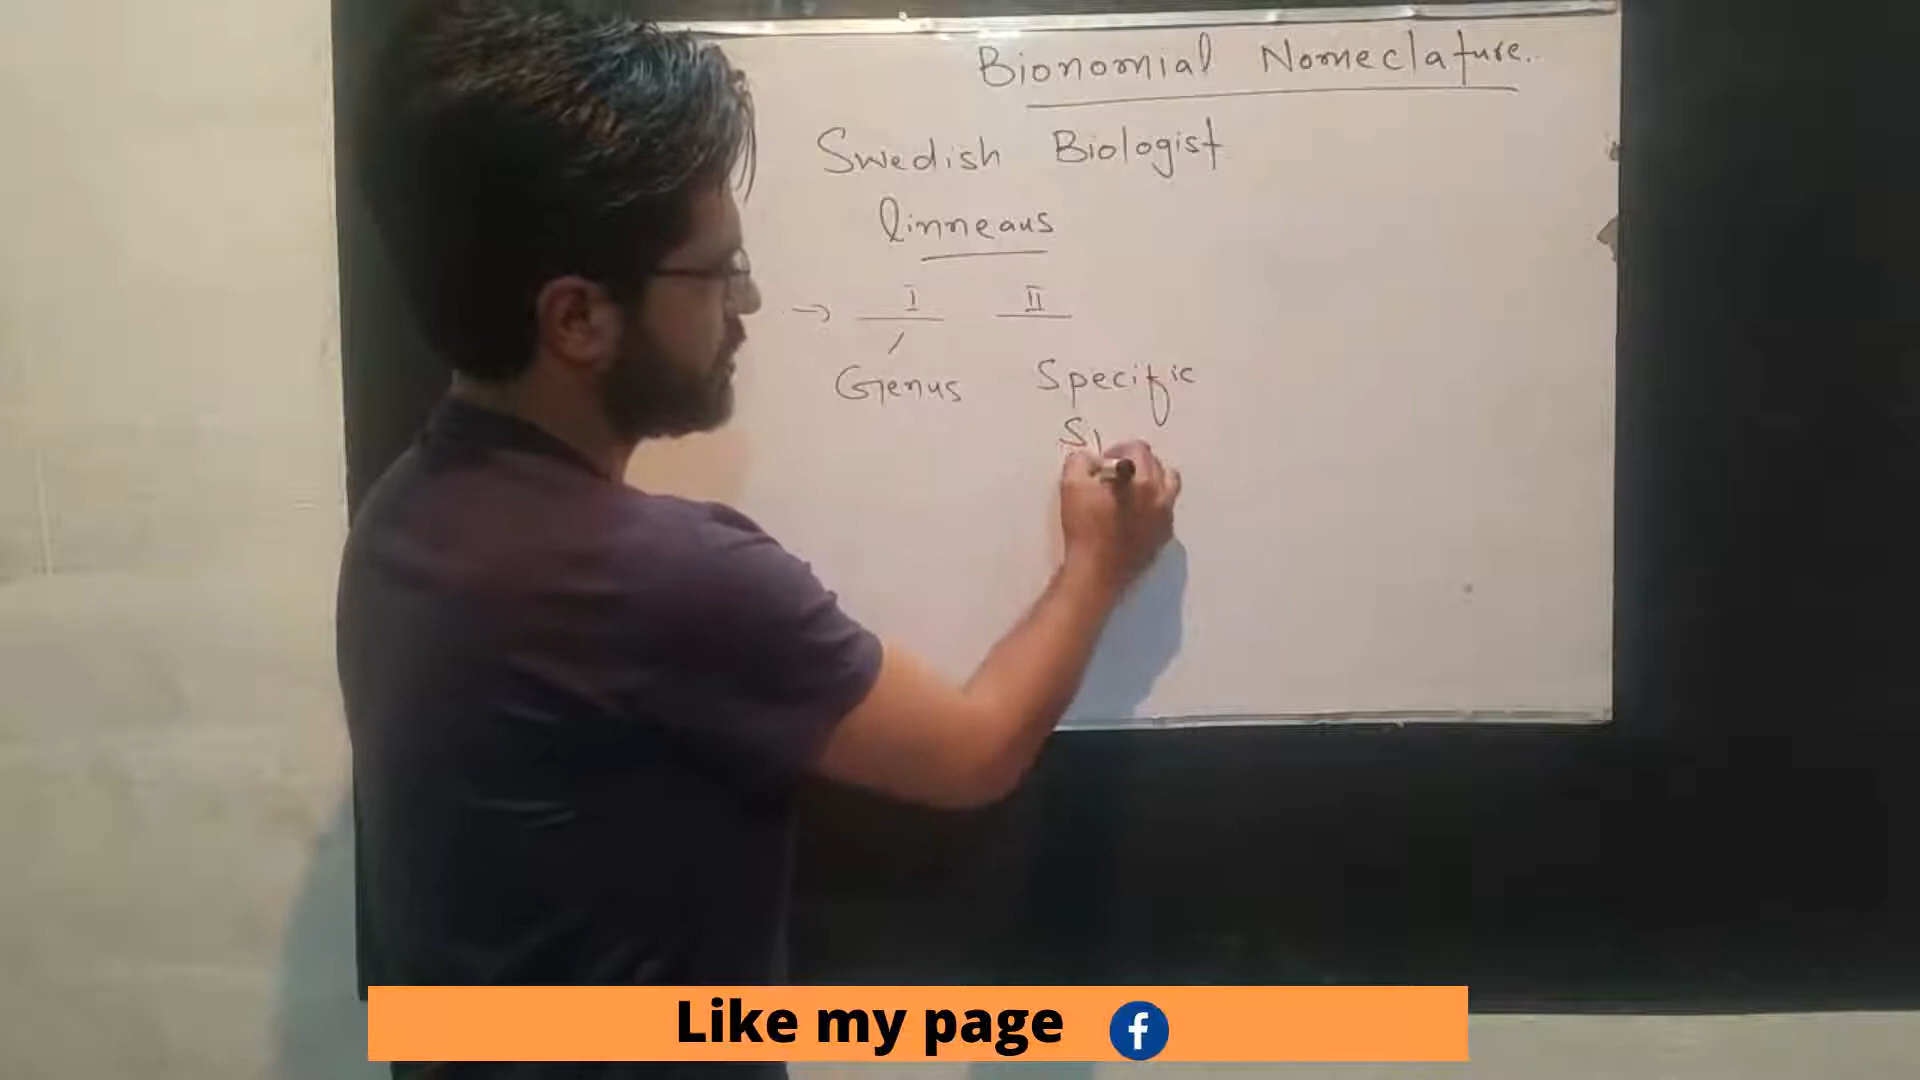 Bionomial Nomeclature.
Swedish Biologist
linneaus
→ I II
Genus Specific
Like my page